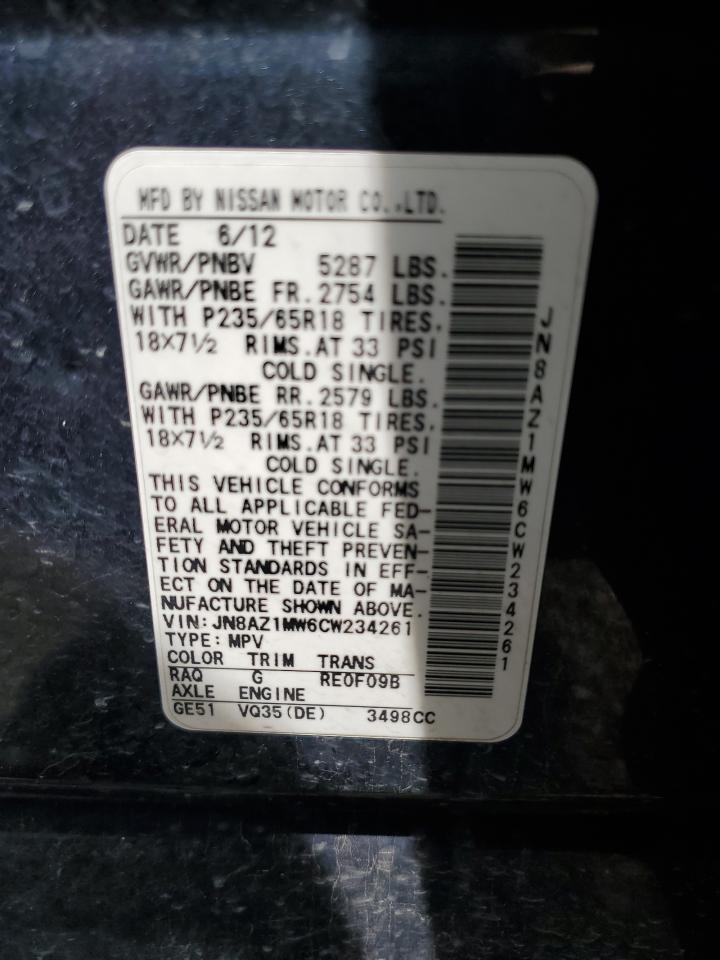 MFD BY NISSAN MOTOR CO.,LTD.
DATE 6/12
GVWR/PNBV 5287 LBS.
GAWR/PNBE FR. 2754 LBS.
WITH P235/65R18 TIRES.
18×7½ RIMS. AT 33 PSI
COLD SINGLE.
GAWR/PNBE RR. 2579 LBS.
WITH P235/65R18 TIRES.
18×7½ RIMS. AT 33 PSI
COLD SINGLE.
THIS VEHICLE CONFORMS
TO ALL APPLICABLE FED-
ERAL MOTOR VEHICLE SA-
FETY AND THEFT PREVEN-
TION STANDARDS IN EFF-
ECT ON THE DATE OF MA-
NUFACTURE SHOWN ABOVE.
VIN: JN8AZ1MW6CW234261
TYPE: MPV
COLOR TRIM TRANS
RAQ G RE0F09B
AXLE ENGINE
GE51 VQ35(DE) 3498CC
JN8AZ1MW6CW234261